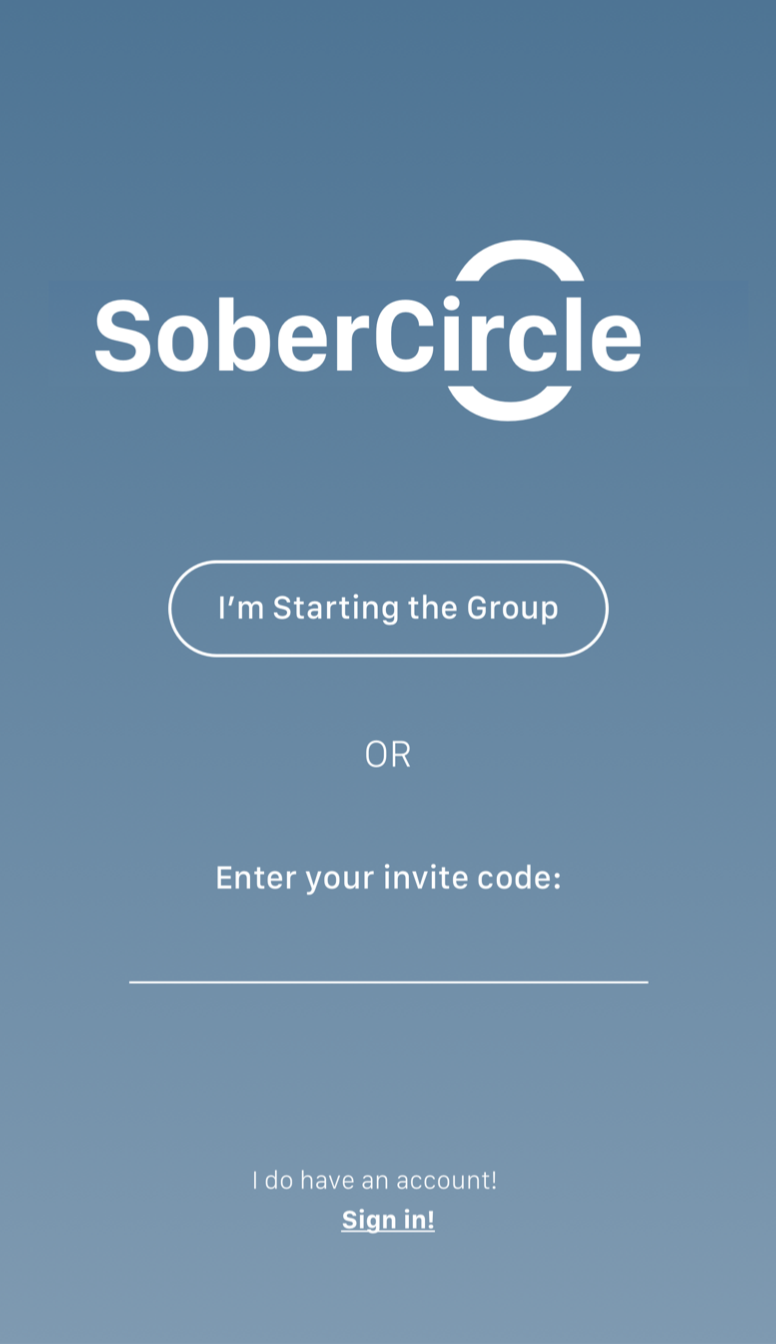 SoberCircle
I’m Starting the Group
OR
Enter your invite code:
I do have an account!
Sign in!